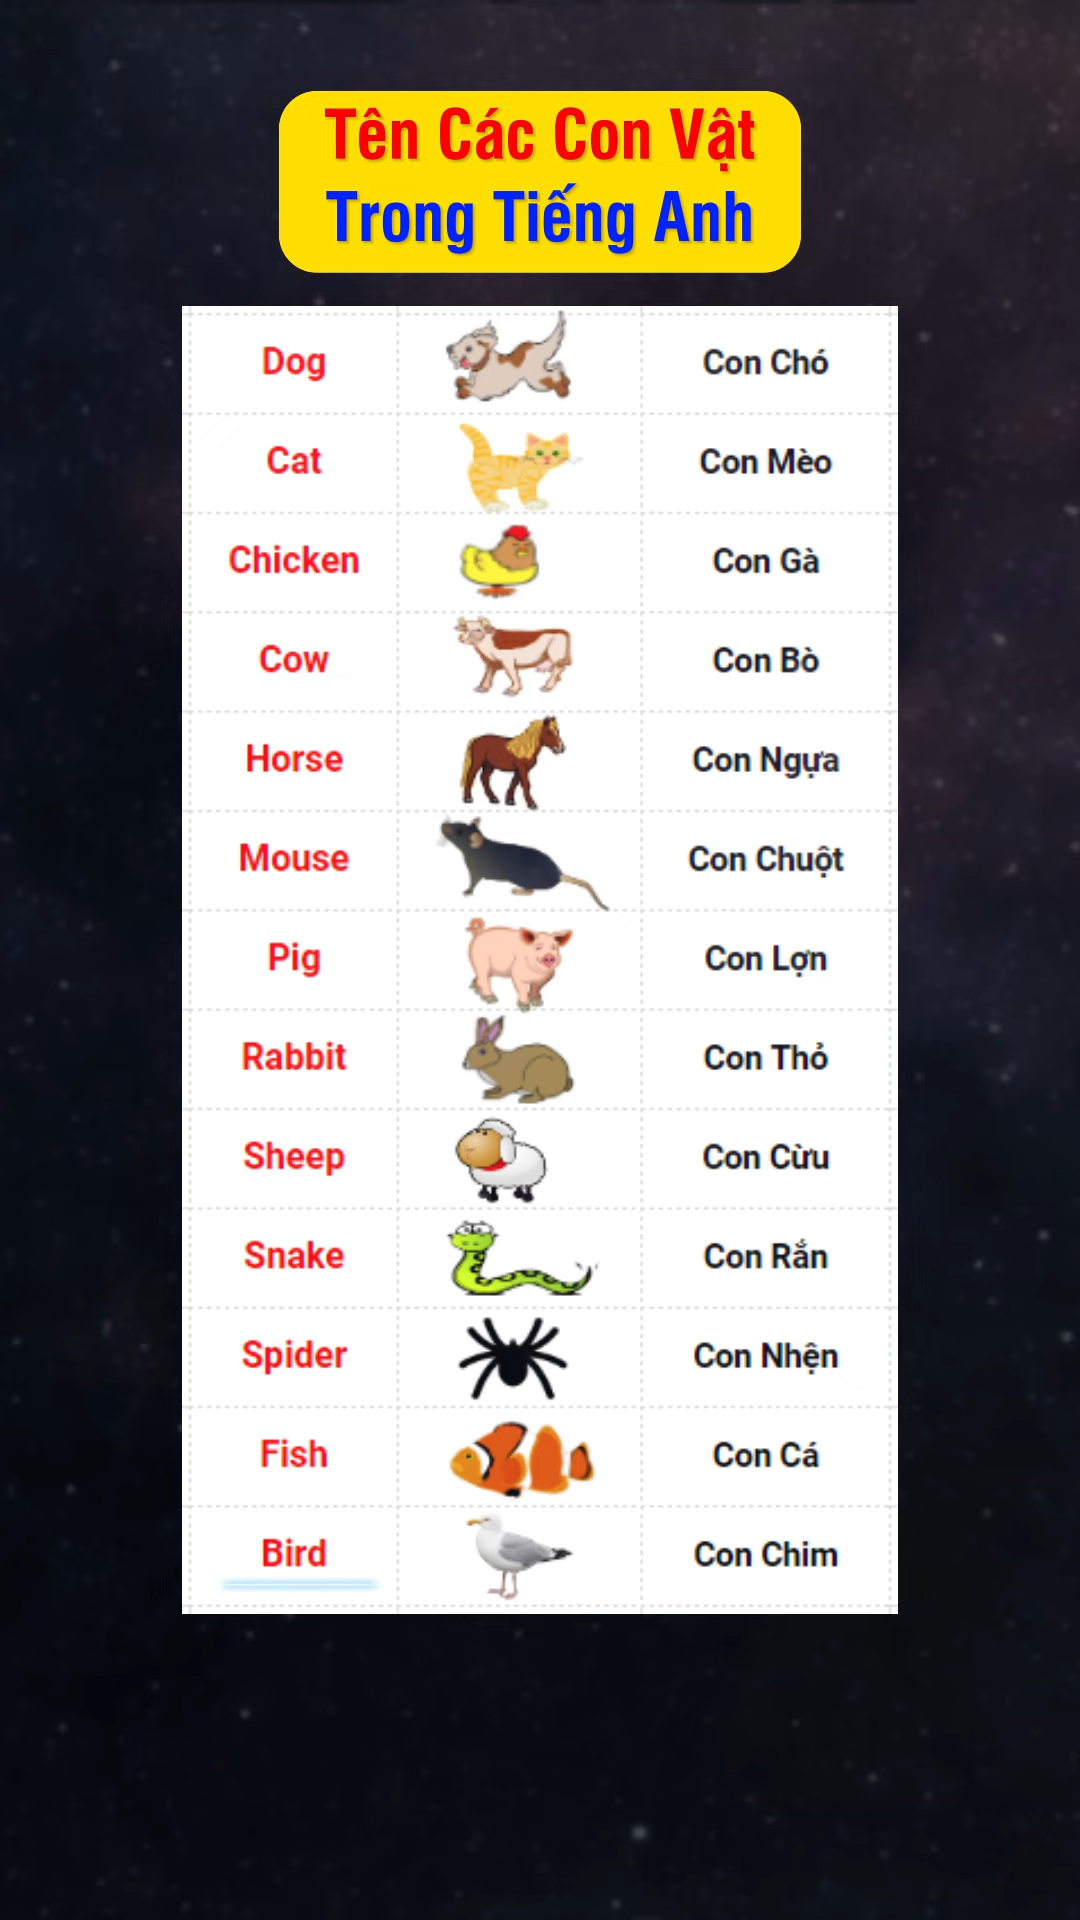 Tên Các Con Vật
Trong Tiếng Anh
Dog Con Chó
Cat Con Mèo
Chicken Con Gà
Cow Con Bò
Horse Con Ngựa
Mouse Con Chuột
Pig Con Lợn
Rabbit Con Thỏ
Sheep Con Cừu
Snake Con Rắn
Spider Con Nhện
Fish Con Cá
Bird Con Chim